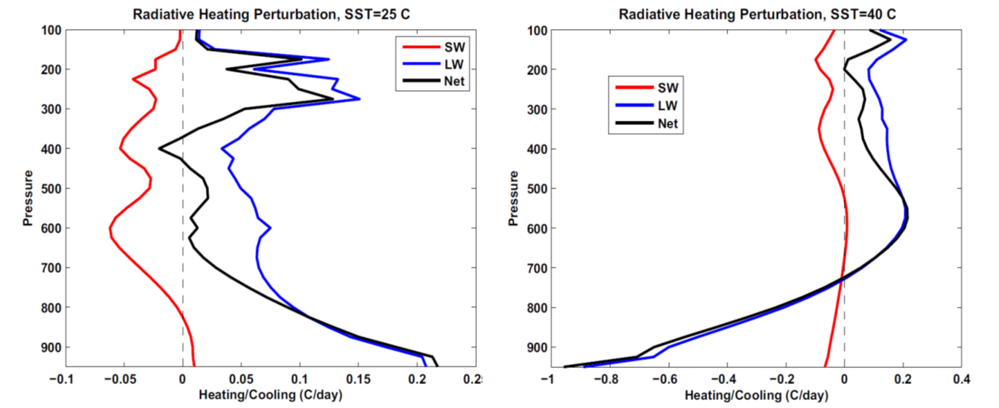 Radiative Heating Perturbation, SST=25 C
100
200
300
400
500
600
700
800
900
Pressure
SW
LW
Net
−0.1 −0.05 0 0.05 0.1 0.15 0.2 0.2
Heating/Cooling (C/day)
Radiative Heating Perturbation, SST=40 C
100
200
300
400
500
600
700
800
900
Pressure
SW
LW
Net
−1 −0.8 −0.6 −0.4 −0.2 0 0.2 0.4
Heating/Cooling (C/day)